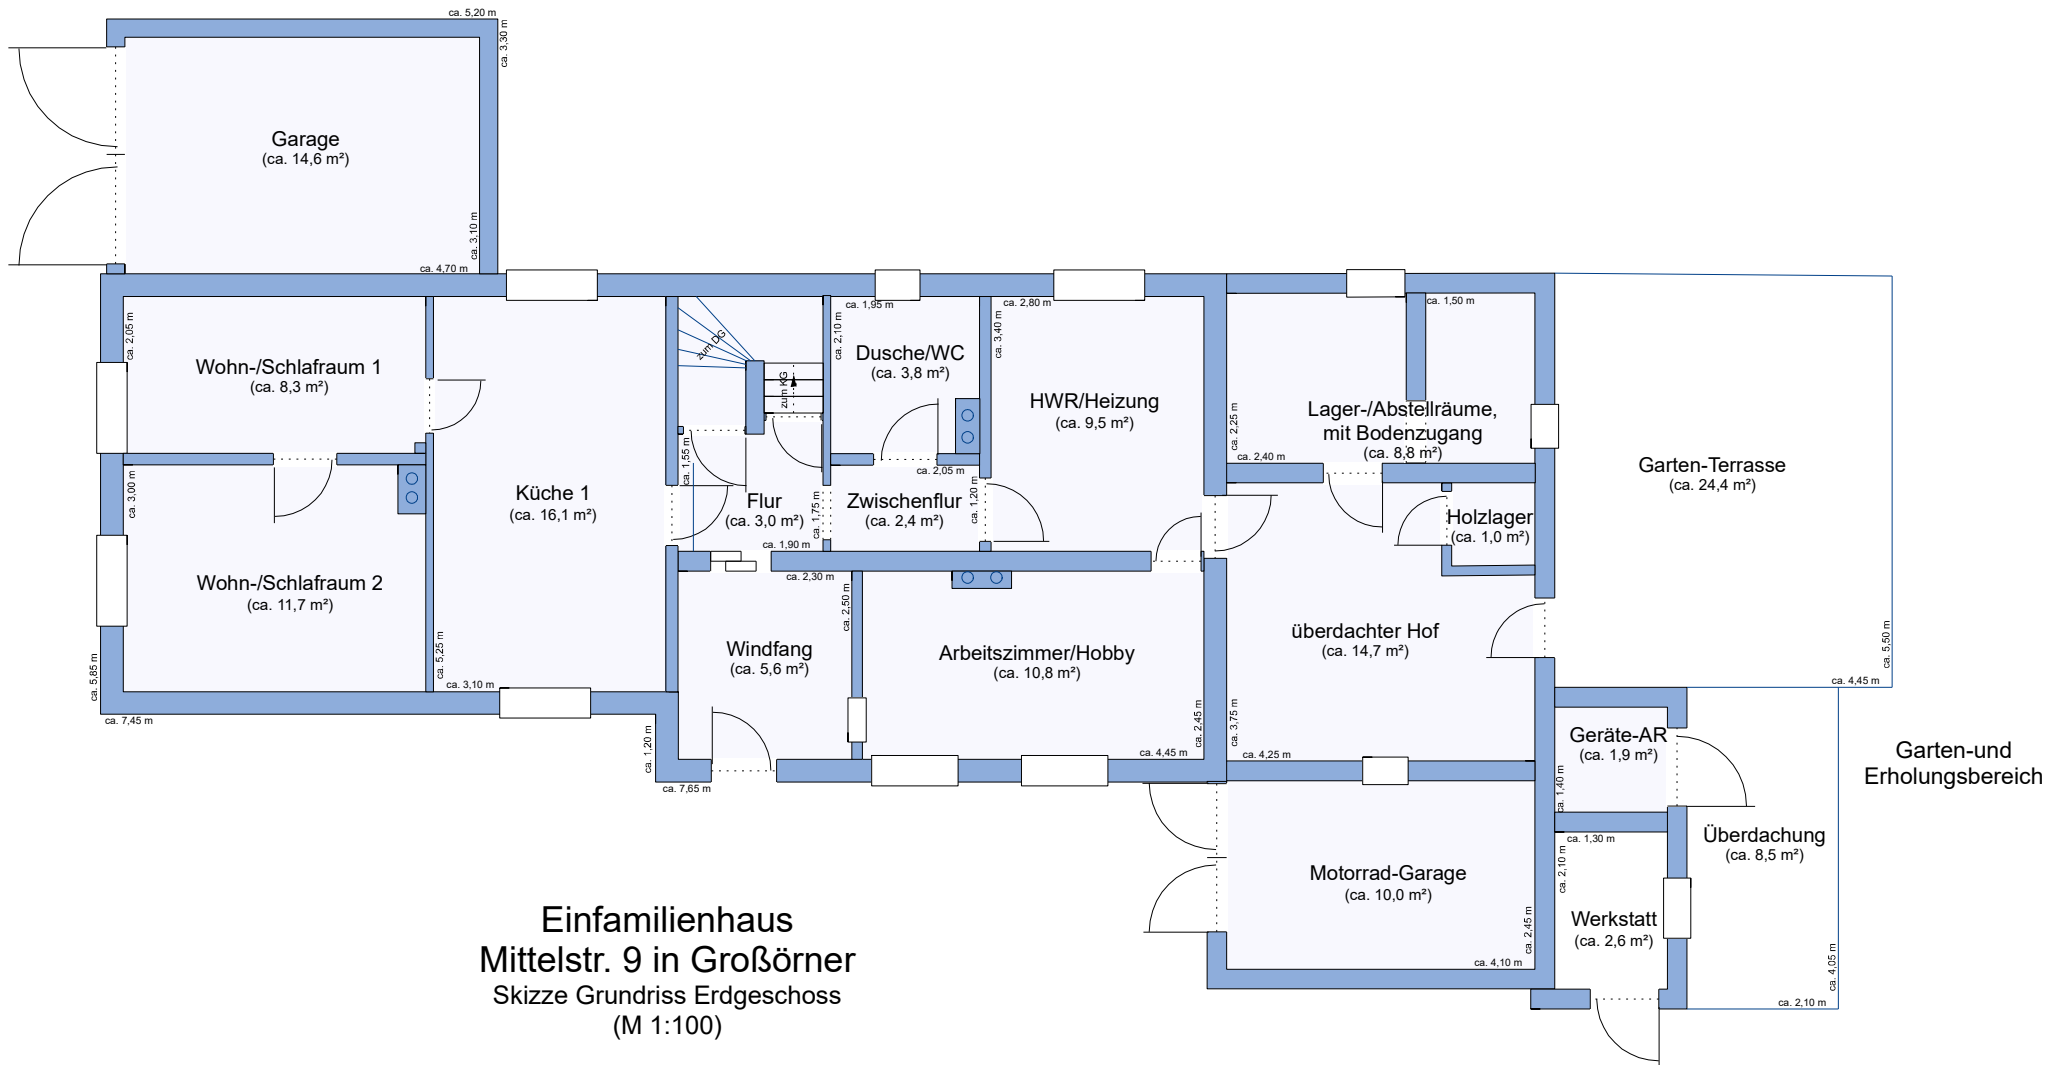 ca. 5,20 m
ca. 3,30 m
Garage
(ca. 14,6 m²)
ca. 3,10 m
ca. 4,70 m
ca. 2,05 m
Wohn-/Schlafraum 1
(ca. 8,3 m²)
ca. 3,00 m
Wohn-/Schlafraum 2
(ca. 11,7 m²)
ca. 5,85 m
ca. 7,45 m
Küche 1
(ca. 16,1 m²)
ca. 5,25 m
ca. 3,10 m
zum DG
zum KG
ca. 1,55 m
Flur
(ca. 3,0 m²)
ca. 1,75 m
ca. 1,90 m
ca. 1,95 m
ca. 2,10 m
Dusche/WC
(ca. 3,8 m²)
ca. 2,05 m
Zwischenflur
(ca. 2,4 m²)
ca. 1,20 m
ca. 2,80 m
ca. 3,40 m
HWR/Heizung
(ca. 9,5 m²)
ca. 2,30 m
ca. 2,50 m
Windfang
(ca. 5,6 m²)
ca. 1,20 m
ca. 7,65 m
Arbeitszimmer/Hobby
(ca. 10,8 m²)
ca. 2,45 m
ca. 4,45 m
ca. 1,50 m
ca. 2,25 m
Lager-/Abstellräume,
mit Bodenzugang
(ca. 8,8 m²)
ca. 2,40 m
Holzlager
(ca. 1,0 m²)
überdachter Hof
(ca. 14,7 m²)
ca. 3,75 m
ca. 4,25 m
Garten-Terrasse
(ca. 24,4 m²)
ca. 5,50 m
ca. 4,45 m
Geräte-AR
(ca. 1,9 m²)
ca. 1,40 m
ca. 1,30 m
Garten-und
Erholungsbereich
Überdachung
(ca. 8,5 m²)
ca. 4,05 m
ca. 2,10 m
ca. 2,10 m
Werkstatt
(ca. 2,6 m²)
Motorrad-Garage
(ca. 10,0 m²)
ca. 2,45 m
ca. 4,10 m
Einfamilienhaus
Mittelstr. 9 in Großörner
Skizze Grundriss Erdgeschoss
(M 1:100)